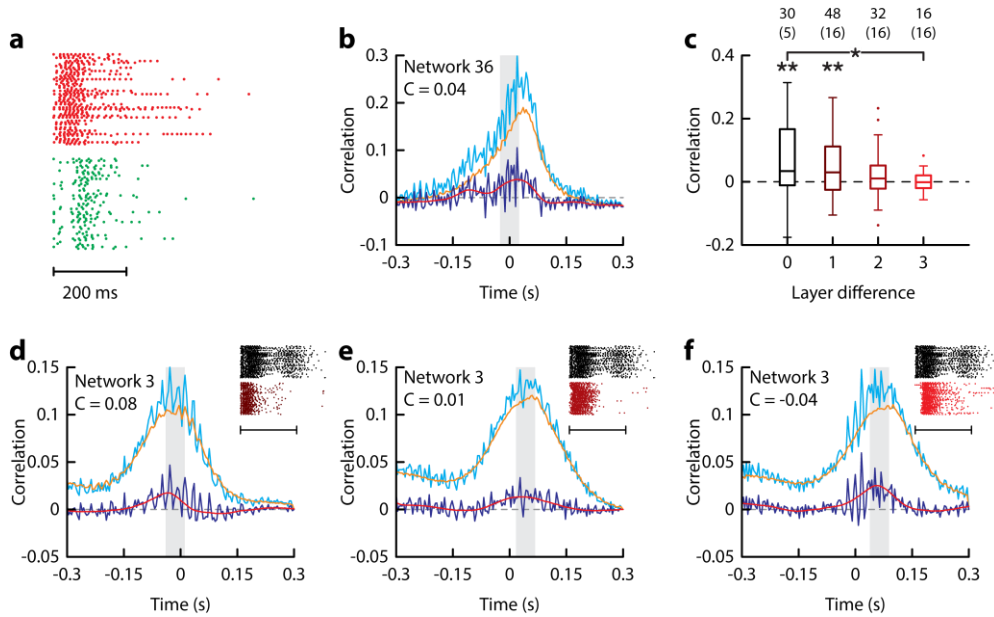 a
200 ms
b
Network 36
C = 0.04
0.3
0.2
0.1
0
-0.1
Correlation
-0.3
-0.15
0
0.15
0.3
Time (s)
c
30
48
32
16
(5)
(16)
(16)
(16)
*
**
**
0.4
0.2
0
-0.2
Correlation
0
1
2
3
Layer difference
d
Network 3
C = 0.08
0.15
0.1
0.05
0
-0.05
Correlation
-0.3
-0.15
0
0.15
0.3
Time (s)
e
Network 3
C = 0.01
0.15
0.1
0.05
0
-0.05
Correlation
-0.3
-0.15
0
0.15
0.3
Time (s)
f
Network 3
C = -0.04
0.15
0.1
0.05
0
-0.05
Correlation
-0.3
-0.15
0
0.15
0.3
Time (s)